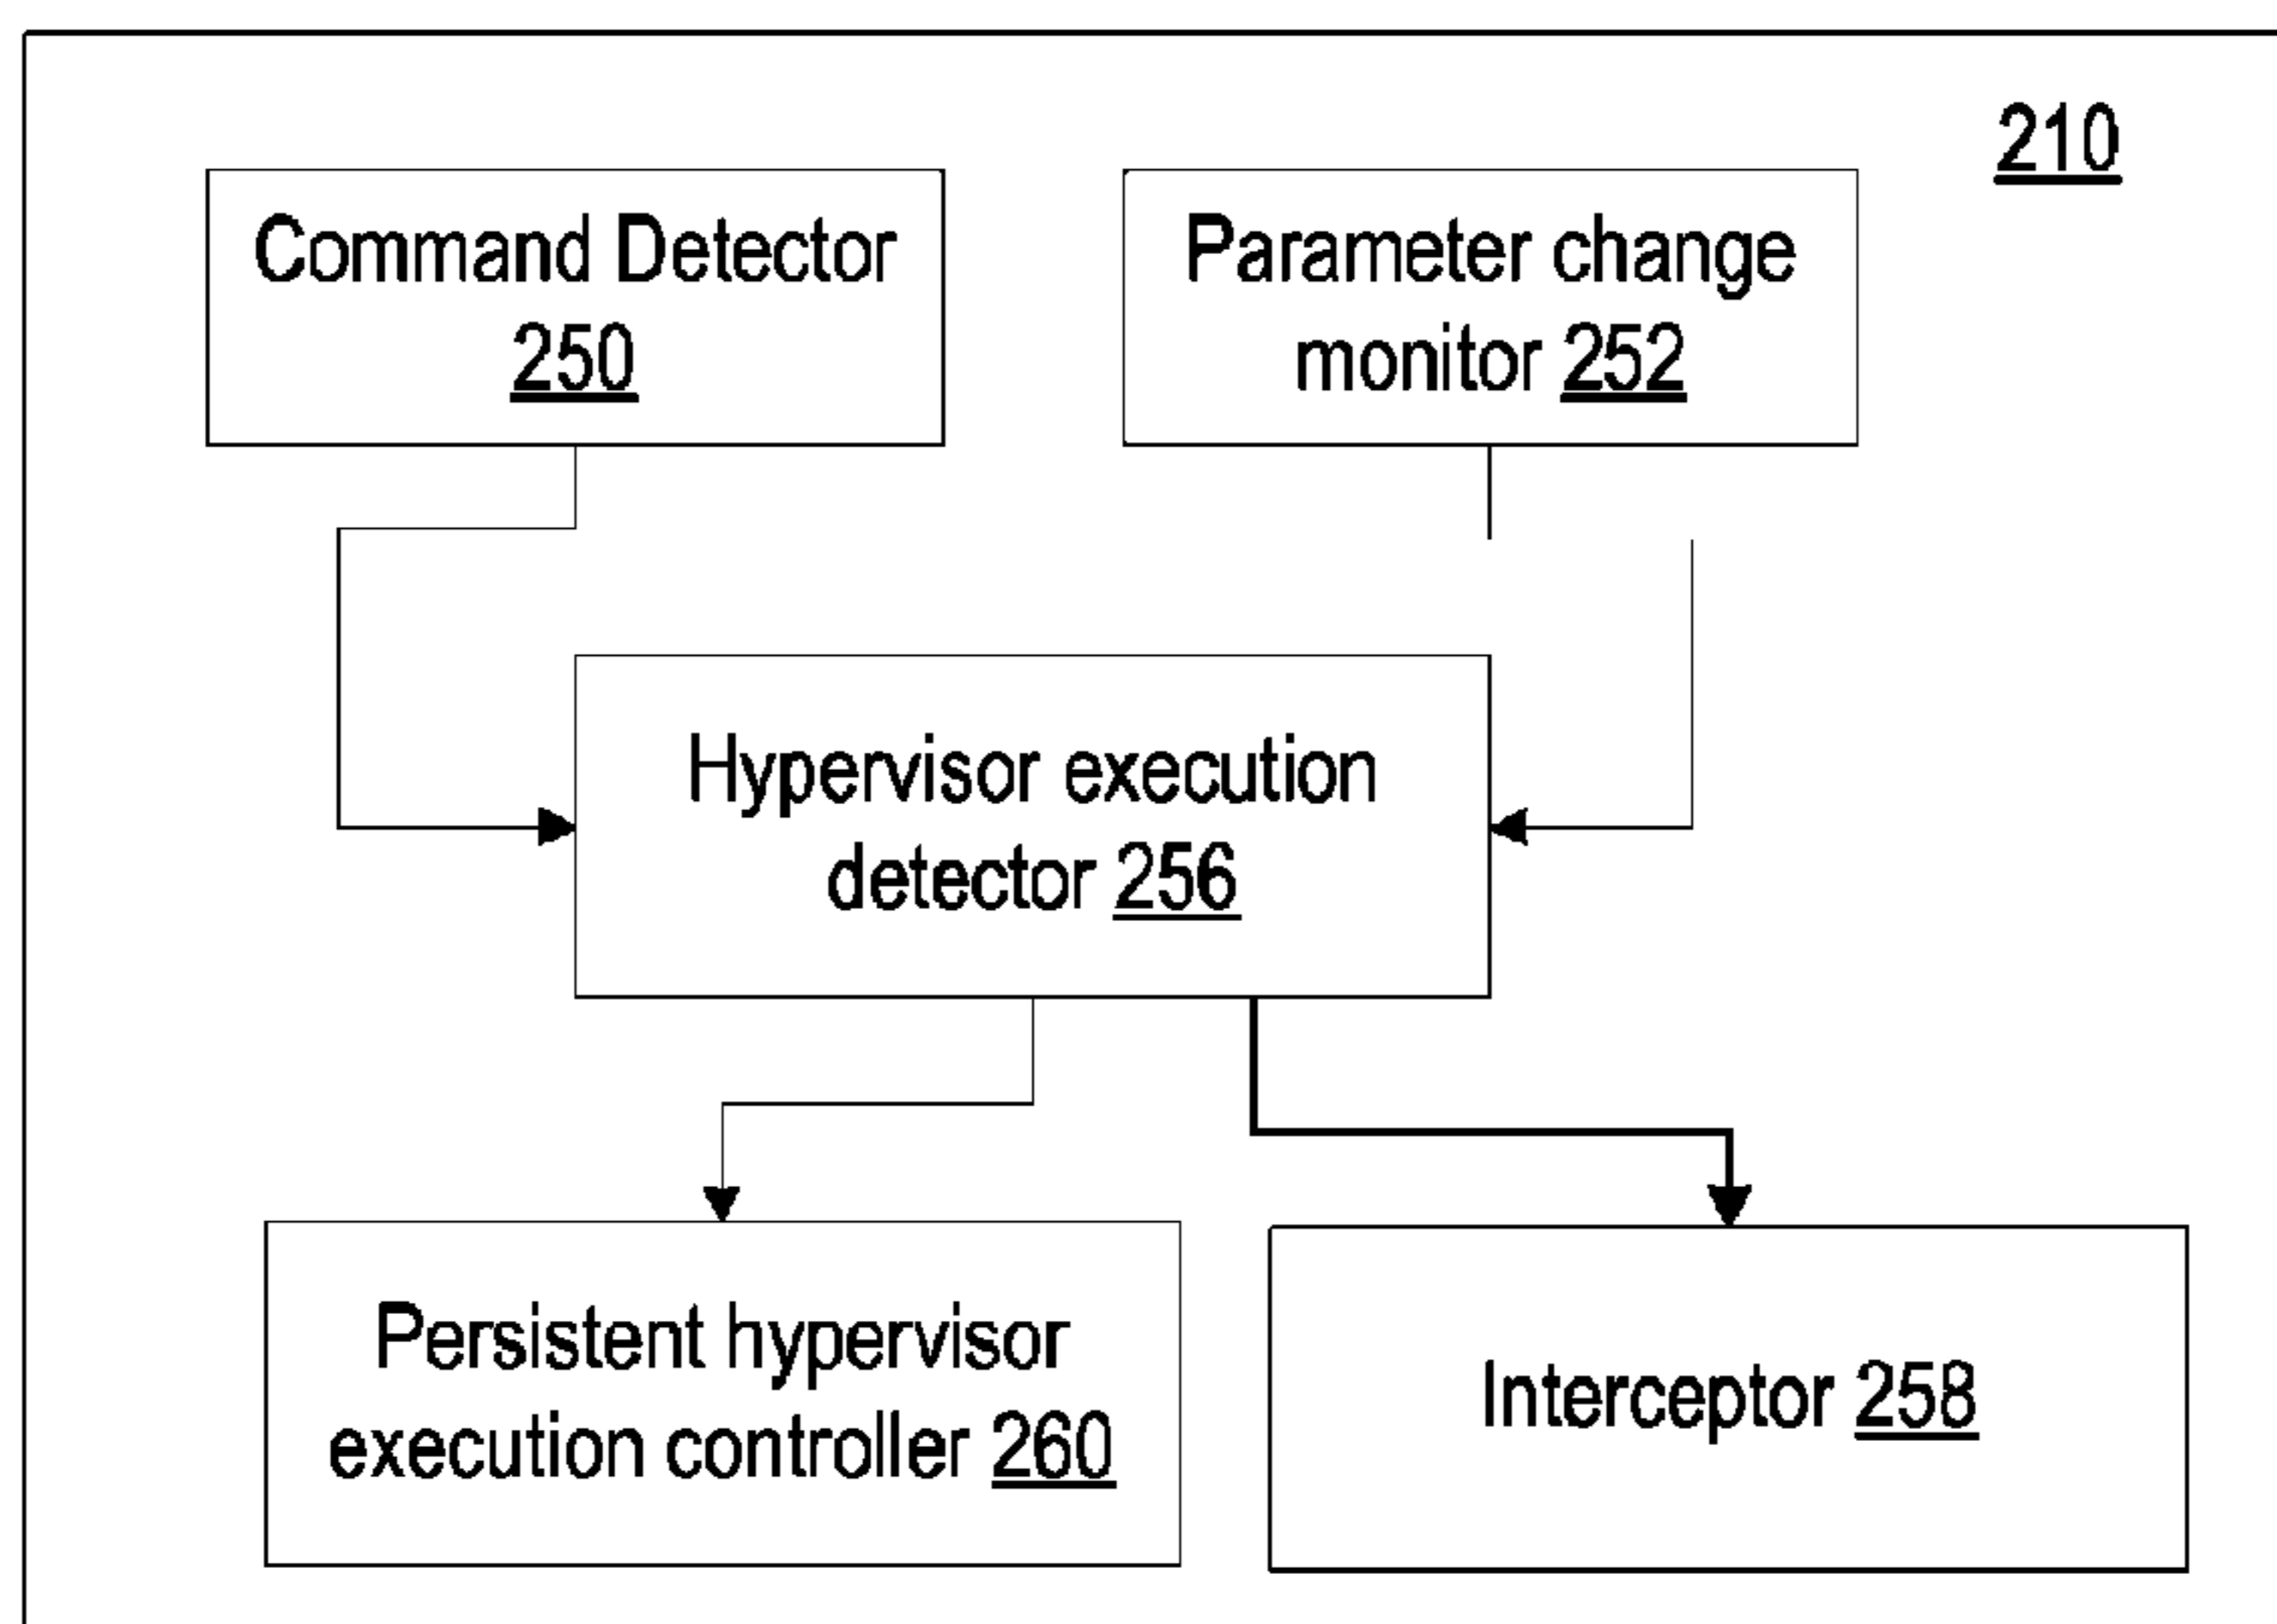 210
Command Detector
250
Parameter change
monitor 252
Hypervisor execution
detector 256
Persistent hypervisor
execution controller 260
Interceptor 258